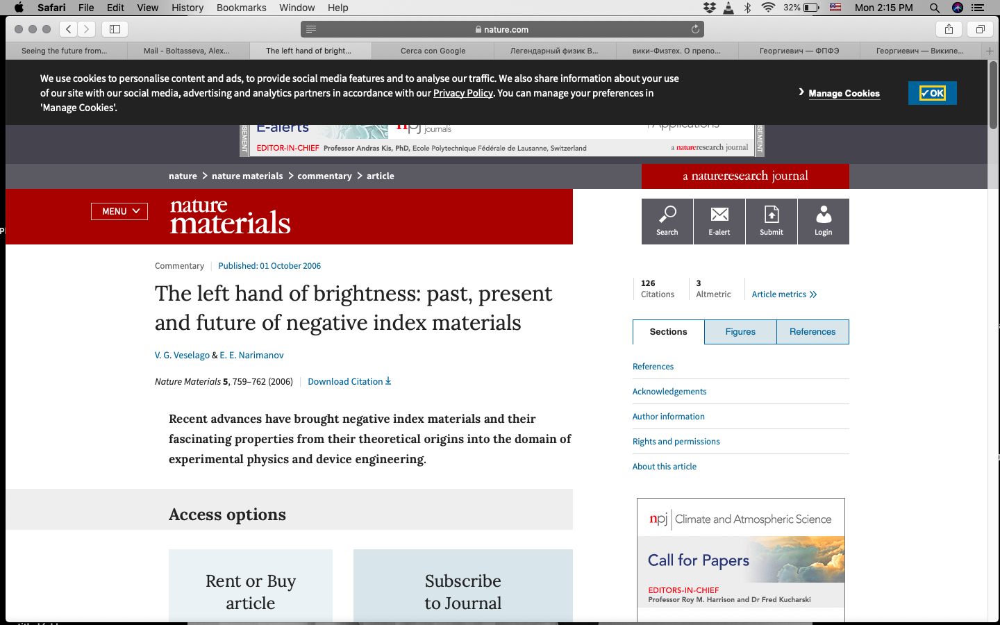 Safari File Edit View History Bookmarks Window Help 32% Mon 2:15 PM
nature.com
Seeing the future from... Mail - Boltasseva, Alex... The left hand of bright... Cerca con Google Легендарный физик В... вики-Физтех. О препо... Георгиевич — ФПФЭ Георгиевич — Википе...
We use cookies to personalise content and ads, to provide social media features and to analyse our traffic. We also share information about your use
of our site with our social media, advertising and analytics partners in accordance with our Privacy Policy. You can manage your preferences in
'Manage Cookies'.
Manage Cookies
✓OK
E-alerts npj journals Applications
EDITOR-IN-CHIEF Professor Andras Kis, PhD, Ecole Polytechnique Fédérale de Lausanne, Switzerland a natureresearch journal
nature > nature materials > commentary > article
a natureresearch journal
MENU
nature
materials
Search E-alert Submit Login
Commentary | Published: 01 October 2006
The left hand of brightness: past, present
and future of negative index materials
V. G. Veselago & E. E. Narimanov
Nature Materials 5, 759–762 (2006) | Download Citation
Recent advances have brought negative index materials and their
fascinating properties from their theoretical origins into the domain of
experimental physics and device engineering.
Access options
Rent or Buy
article
Subscribe
to Journal
126 3
Citations Altmetric Article metrics
Sections Figures References
References
Acknowledgements
Author information
Rights and permissions
About this article
npj | Climate and Atmospheric Science
Call for Papers
EDITORS-IN-CHIEF
Professor Roy M. Harrison and Dr Fred Kucharski